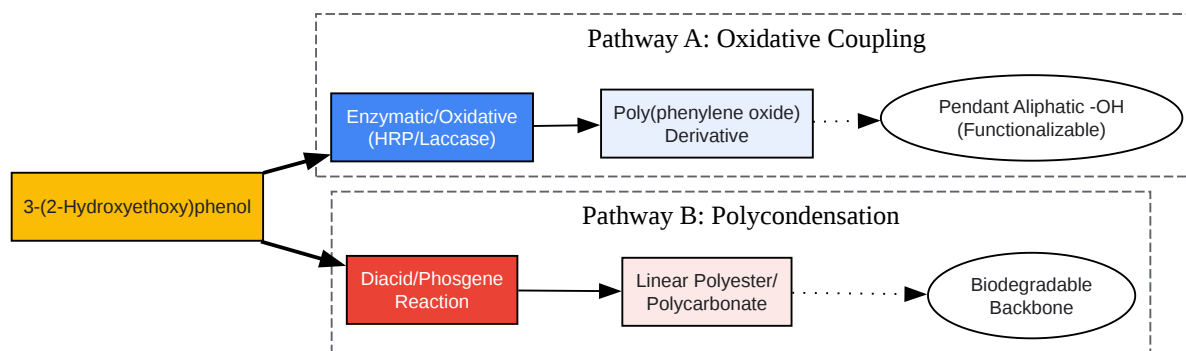 Pathway A: Oxidative Coupling
Enzymatic/Oxidative
(HRP/Laccase)
Poly(phenylene oxide)
Derivative
Pendant Aliphatic -OH
(Functionalizable)
3-(2-Hydroxyethoxy)phenol
Pathway B: Polycondensation
Diacid/Phosgene
Reaction
Linear Polyester/
Polycarbonate
Biodegradable
Backbone